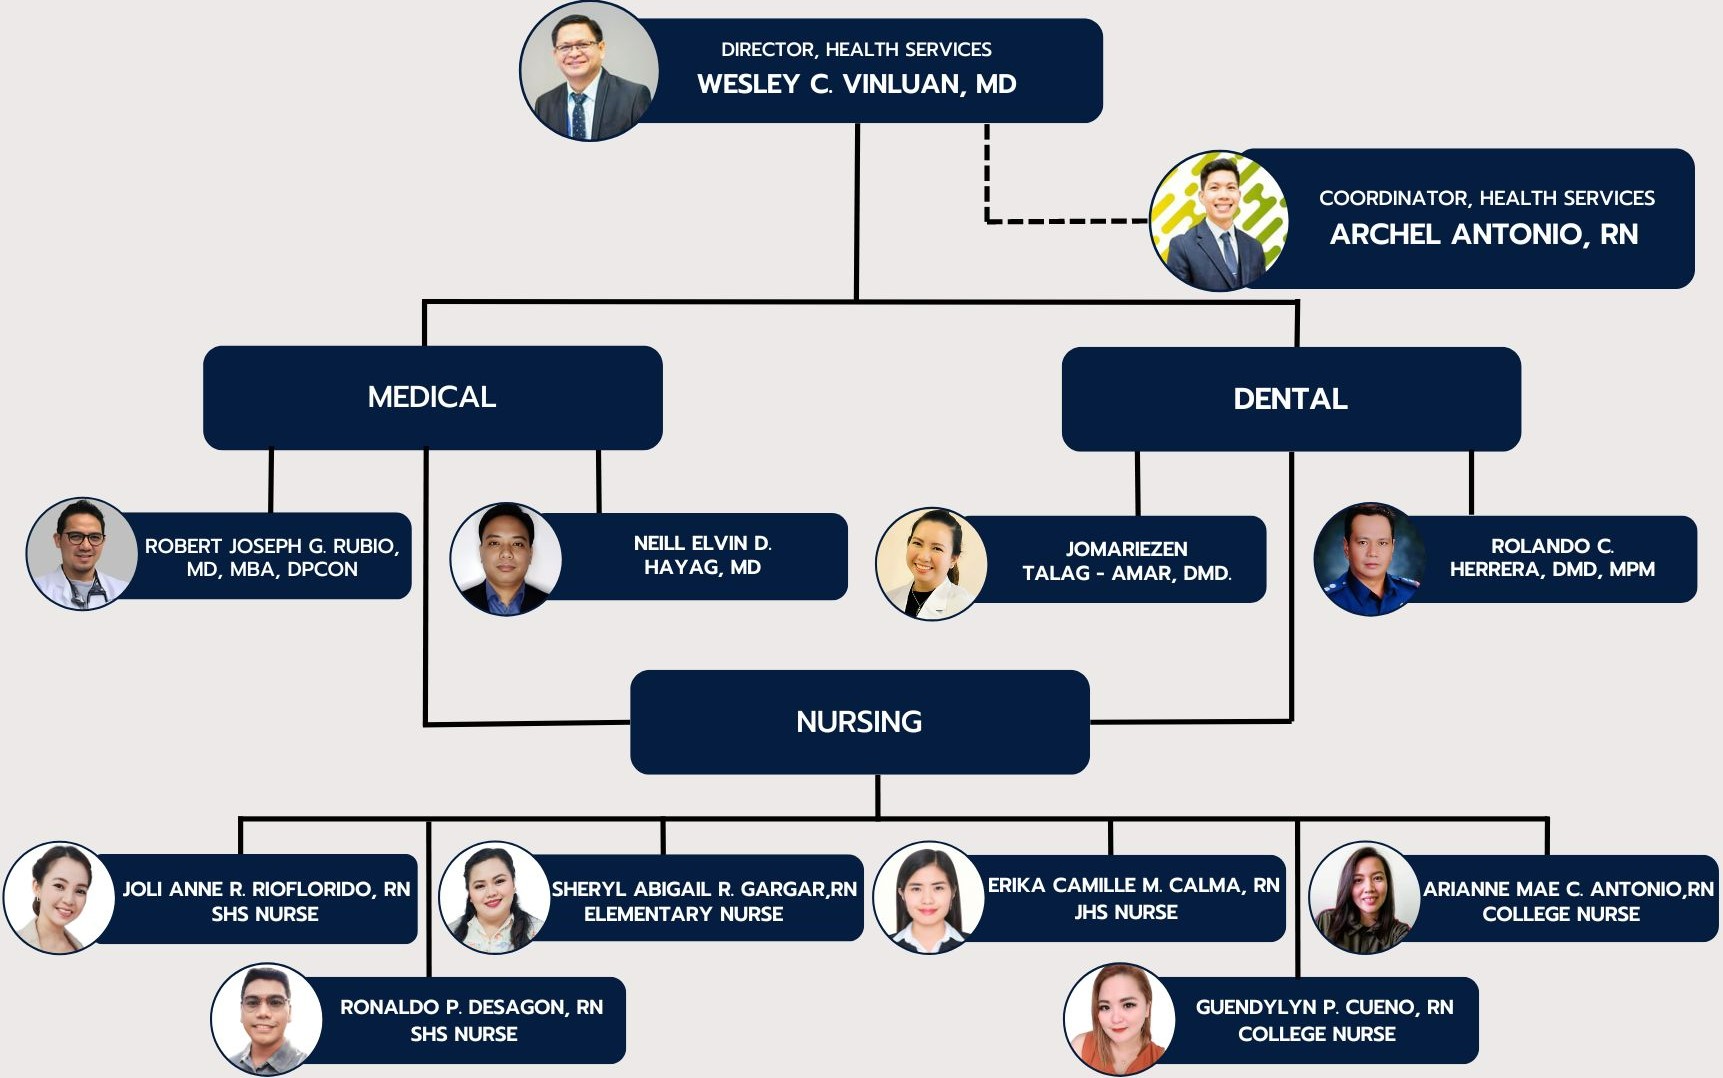 DIRECTOR, HEALTH SERVICES
WESLEY C. VINLUAN, MD
COORDINATOR, HEALTH SERVICES
ARCHEL ANTONIO, RN
MEDICAL
DENTAL
ROBERT JOSEPH G. RUBIO,
MD, MBA, DPCON
NEILL ELVIN D.
HAYAG, MD
JOMARIEZEN
TALAG - AMAR, DMD.
ROLANDO C.
HERRERA, DMD, MPM
NURSING
JOLI ANNE R. RIOFLORIDO, RN
SHS NURSE
SHERYL ABIGAIL R. GARGAR,RN
ELEMENTARY NURSE
ERIKA CAMILLE M. CALMA, RN
JHS NURSE
ARIANNE MAE C. ANTONIO,RN
COLLEGE NURSE
RONALDO P. DESAGON, RN
SHS NURSE
GUENDYLYN P. CUENO, RN
COLLEGE NURSE